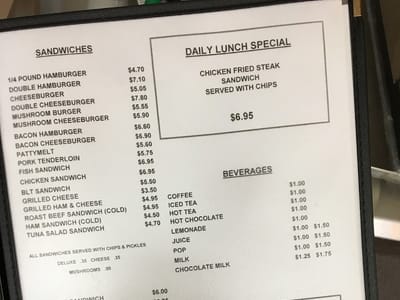 SANDWICHES
1/4 POUND HAMBURGER $4.70
DOUBLE HAMBURGER $7.10
CHEESEBURGER $5.05
DOUBLE CHEESEBURGER $7.80
MUSHROOM BURGER $5.55
MUSHROOM CHEESEBURGER $5.90
BACON HAMBURGER $6.60
BACON CHEESEBURGER $6.90
PATTYMELT $5.60
PORK TENDERLOIN $5.75
FISH SANDWICH $6.95
CHICKEN SANDWICH $6.95
BLT SANDWICH $5.50
GRILLED CHEESE $3.50
GRILLED HAM & CHEESE $4.95
ROAST BEEF SANDWICH (COLD) $4.95
HAM SANDWICH (COLD) $4.50
TUNA SALAD SANDWICH $4.70
ALL SANDWICHES SERVED WITH CHIPS & PICKLES
DELUXE .35 CHEESE .35
MUSHROOMS .95
$6.00
DAILY LUNCH SPECIAL
CHICKEN FRIED STEAK
SANDWICH
SERVED WITH CHIPS
$6.95
BEVERAGES
COFFEE $1.00
ICED TEA $1.00
HOT TEA $1.00
HOT CHOCOLATE $1.00
LEMONADE $1.00
JUICE $1.00 $1.50
POP $1.00 $1.50
MILK $1.00 $1.50
CHOCOLATE MILK $1.25 $1.75